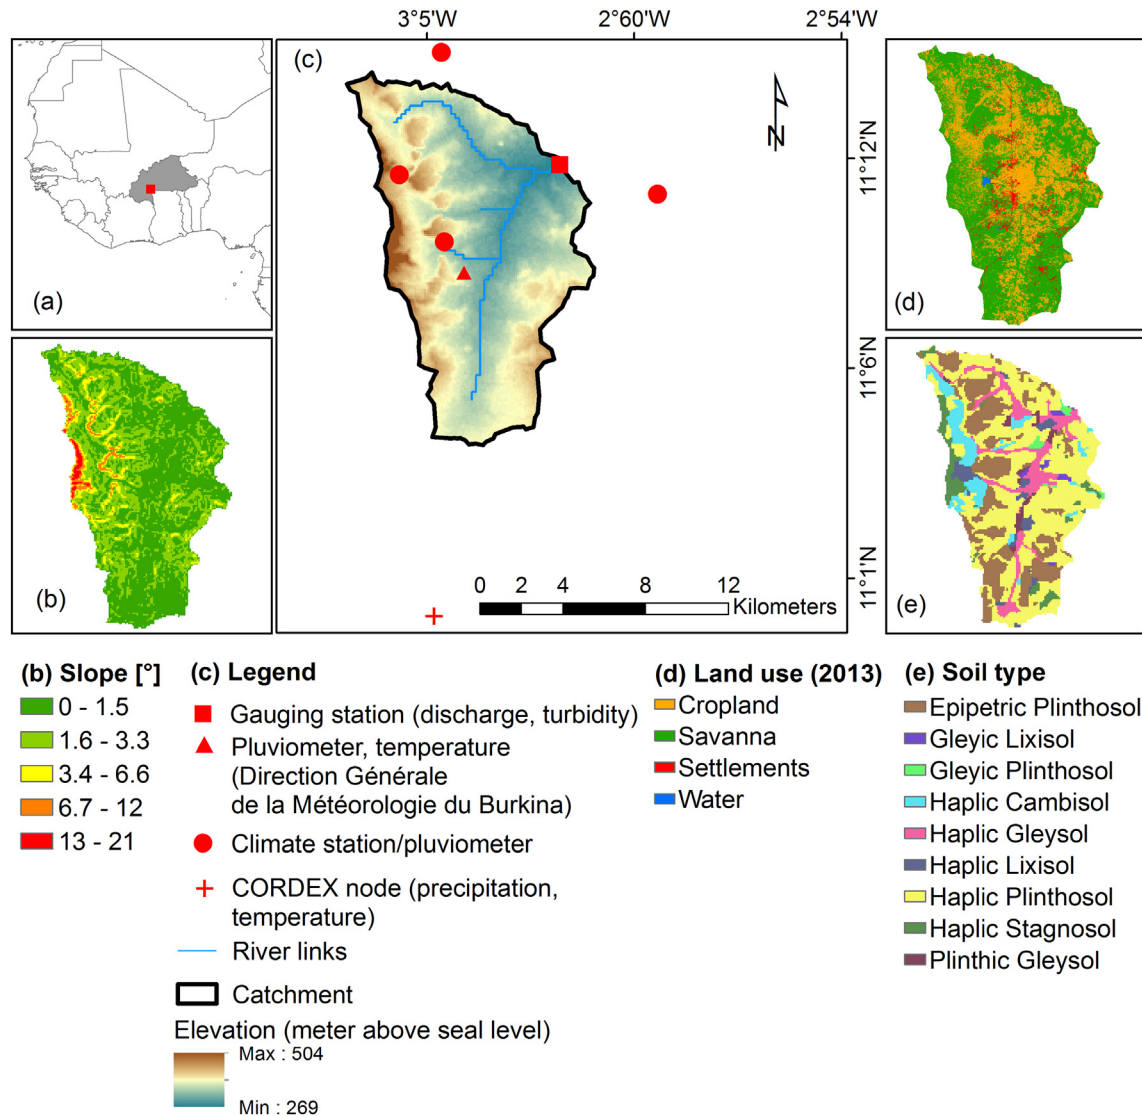 3°5'W 2°60'W 2°54'W
(a)
(b)
(c)
N
11°12'N
11°6'N
11°1'N
0 2 4 8 12
Kilometers
(d)
(e)
(b) Slope [°]
0 - 1.5
1.6 - 3.3
3.4 - 6.6
6.7 - 12
13 - 21
(c) Legend
Gauging station (discharge, turbidity)
Pluviometer, temperature
(Direction Générale
de la Météorologie du Burkina)
Climate station/pluviometer
CORDEX node (precipitation,
temperature)
River links
Catchment
Elevation (meter above seal level)
Max : 504
Min : 269
(d) Land use (2013)
Cropland
Savanna
Settlements
Water
(e) Soil type
Epipetric Plinthosol
Gleyic Lixisol
Gleyic Plinthosol
Haplic Cambisol
Haplic Gleysol
Haplic Lixisol
Haplic Plinthosol
Haplic Stagnosol
Plinthic Gleysol